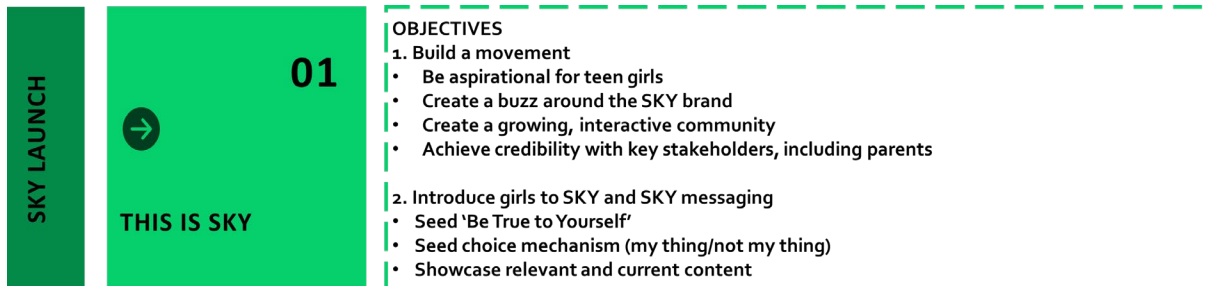 SKY LAUNCH
01
THIS IS SKY
OBJECTIVES
1. Build a movement
• Be aspirational for teen girls
• Create a buzz around the SKY brand
• Create a growing, interactive community
• Achieve credibility with key stakeholders, including parents
2. Introduce girls to SKY and SKY messaging
• Seed ‘Be True to Yourself’
• Seed choice mechanism (my thing/not my thing)
• Showcase relevant and current content